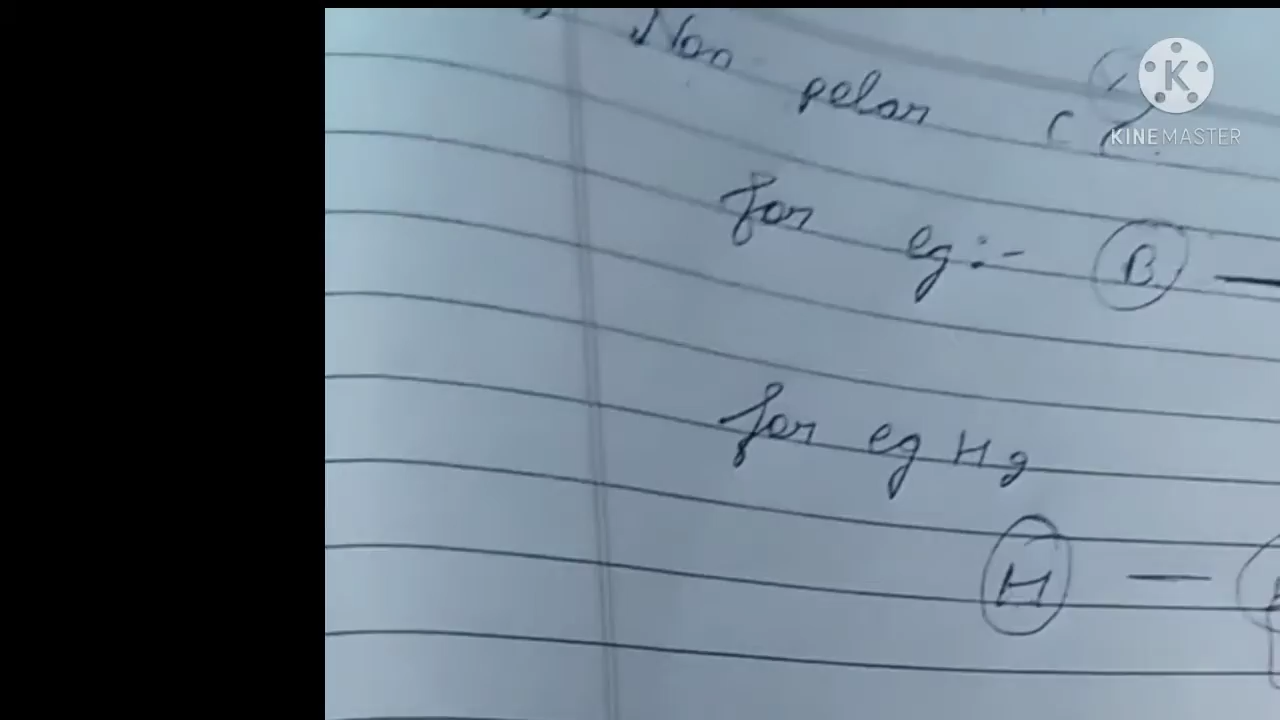 Non polar (
for eg:- B —
for eg H2
H —
KINEMASTER